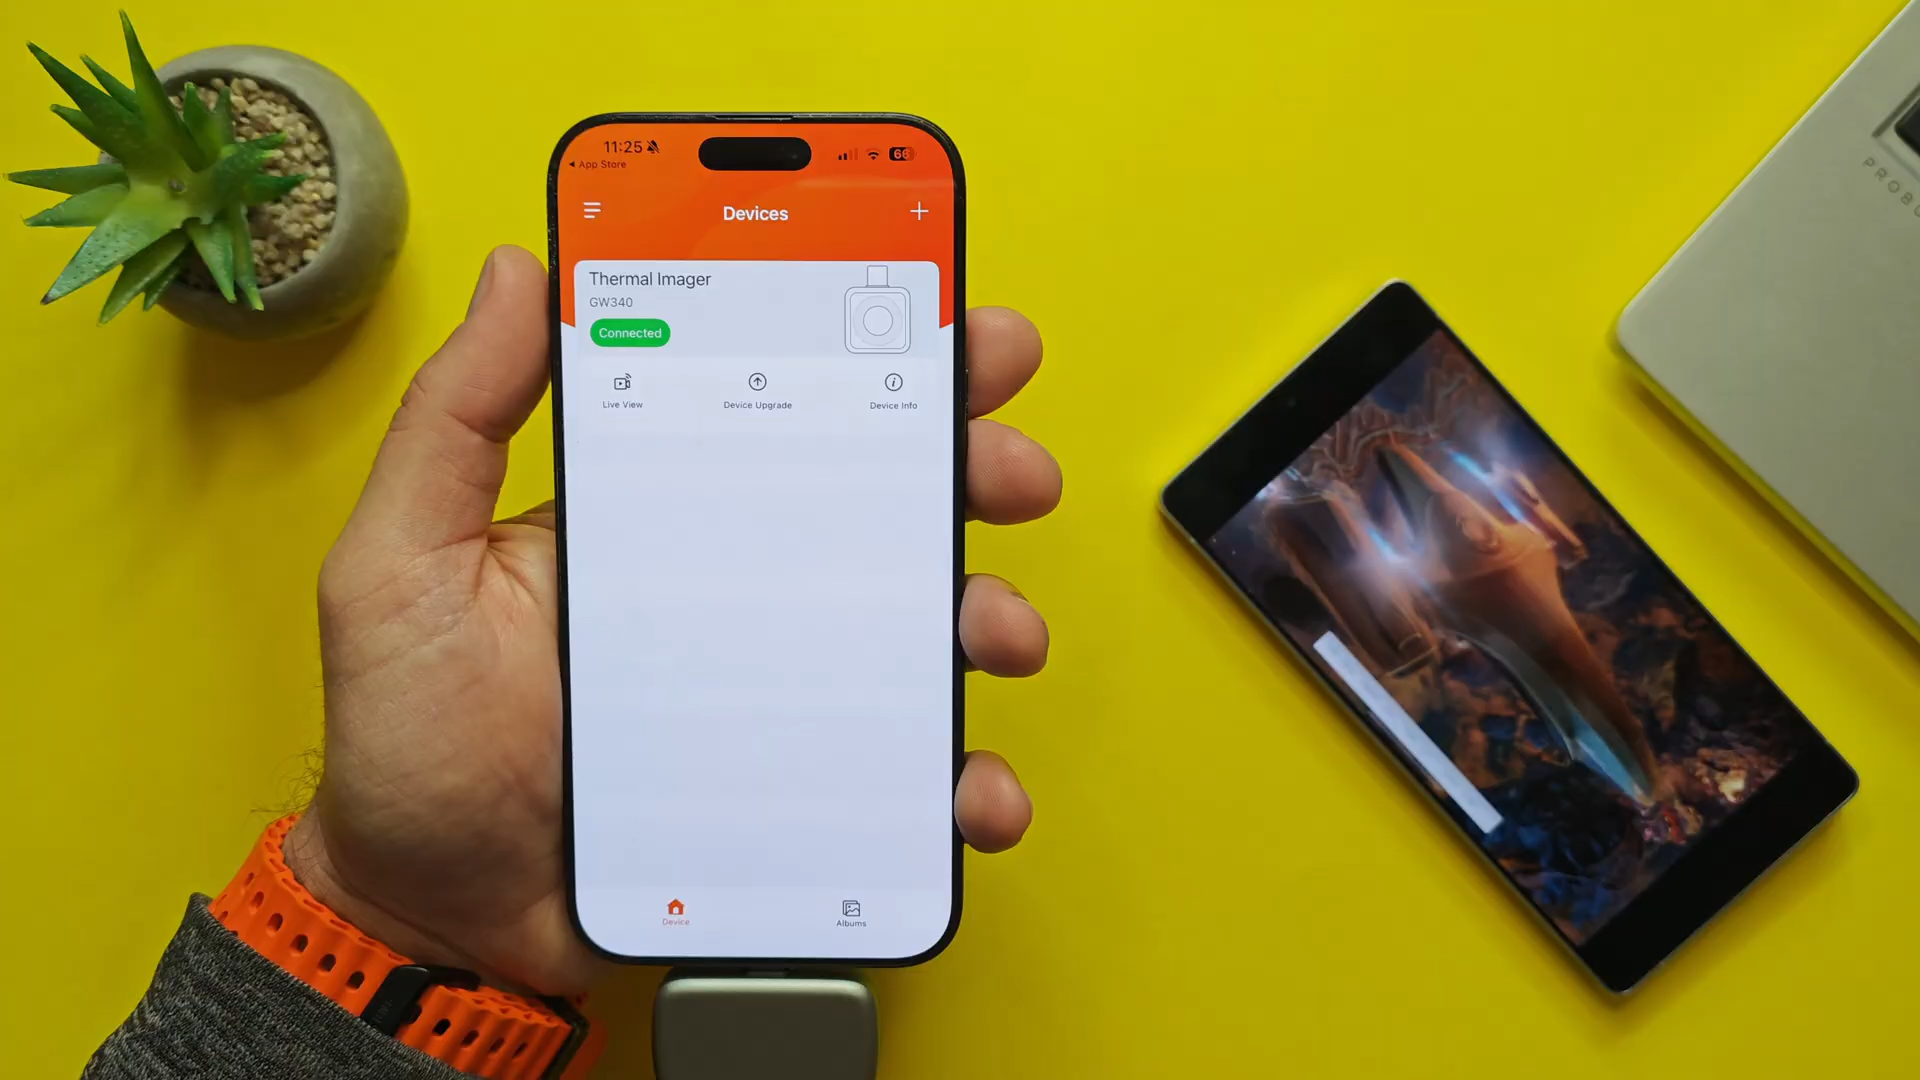 11:25
66
◂ App Store
Devices
Thermal Imager
GW340
Connected
Live View
Device Upgrade
Device Info
Device
Albums